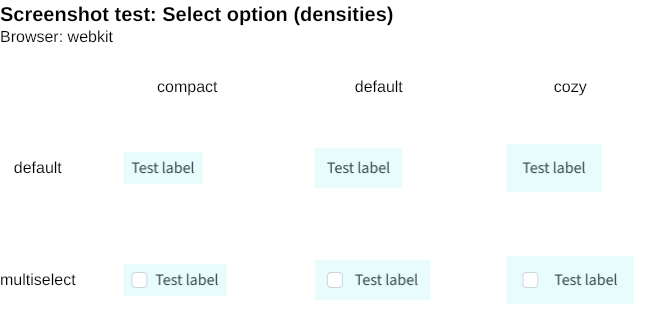 Screenshot test: Select option (densities)
Browser: webkit
compact default cozy
default Test label Test label Test label
multiselect Test label Test label Test label